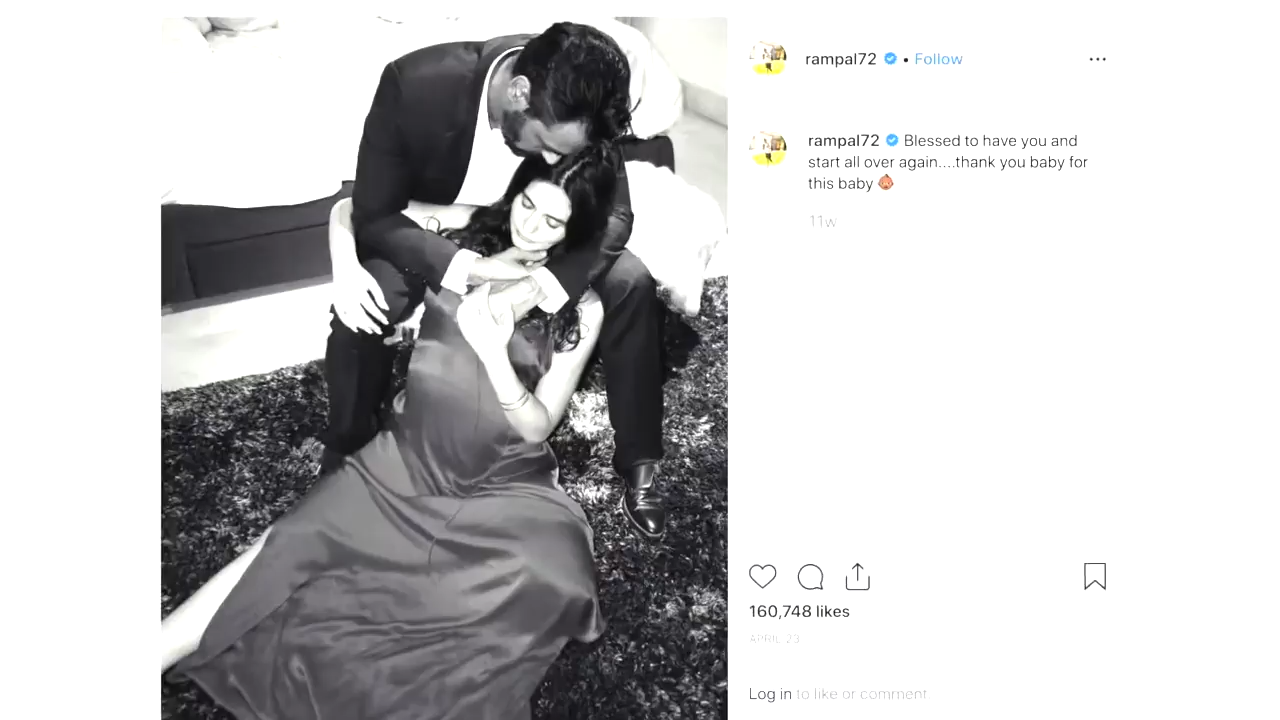 rampal72 • Follow
rampal72 Blessed to have you and
start all over again....thank you baby for
this baby 👶
11w
160,748 likes
APRIL 23
Log in to like or comment